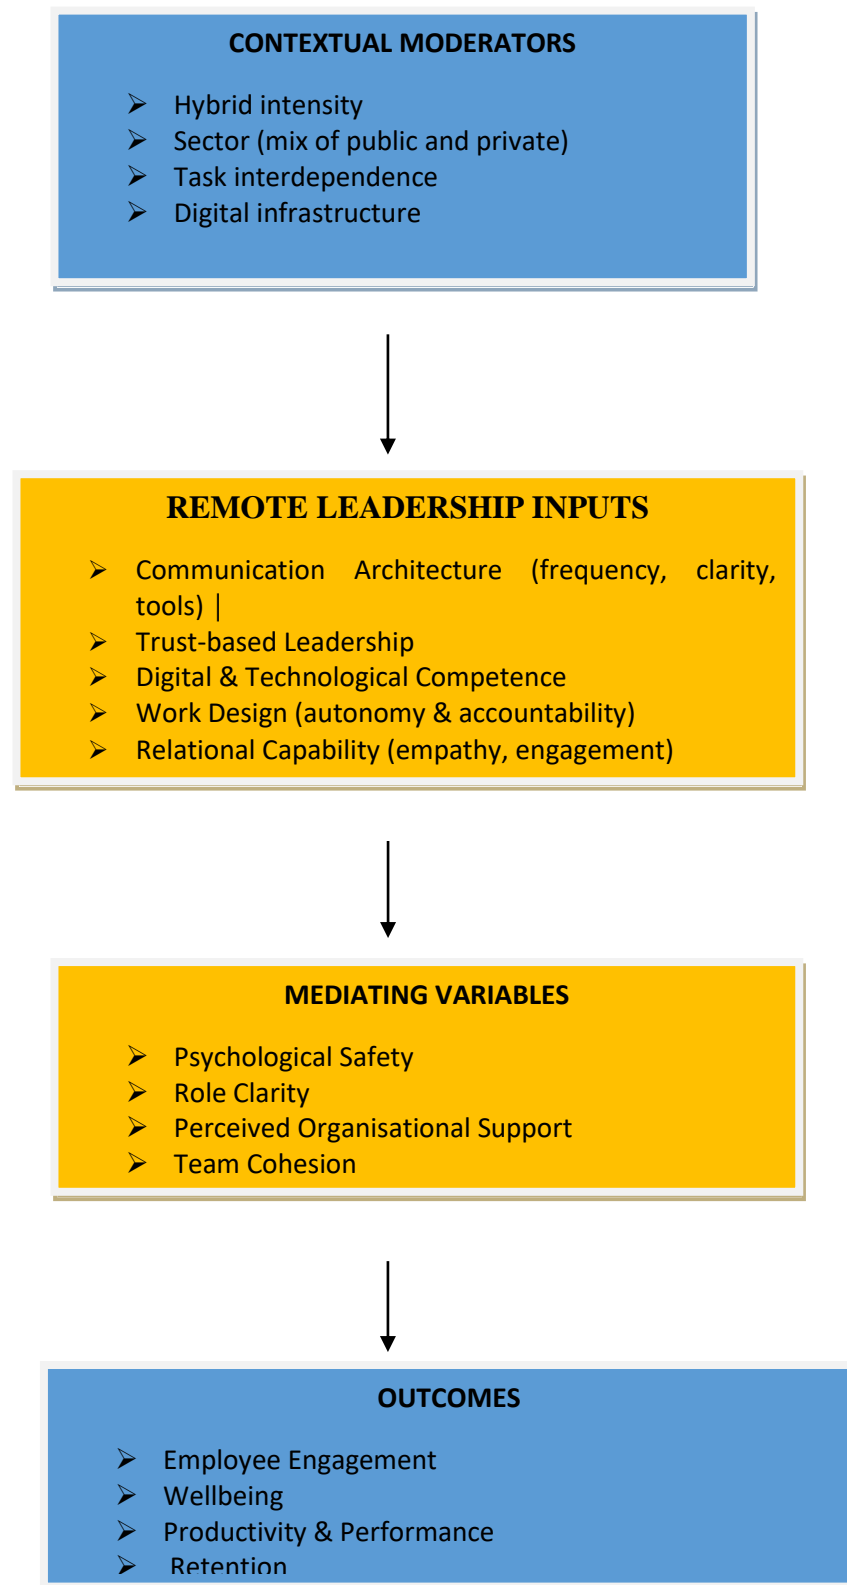 CONTEXTUAL MODERATORS
➢ Hybrid intensity
➢ Sector (mix of public and private)
➢ Task interdependence
➢ Digital infrastructure
REMOTE LEADERSHIP INPUTS
➢ Communication Architecture (frequency, clarity,
tools) |
➢ Trust-based Leadership
➢ Digital & Technological Competence
➢ Work Design (autonomy & accountability)
➢ Relational Capability (empathy, engagement)
MEDIATING VARIABLES
➢ Psychological Safety
➢ Role Clarity
➢ Perceived Organisational Support
➢ Team Cohesion
OUTCOMES
➢ Employee Engagement
➢ Wellbeing
➢ Productivity & Performance
➢ Retention